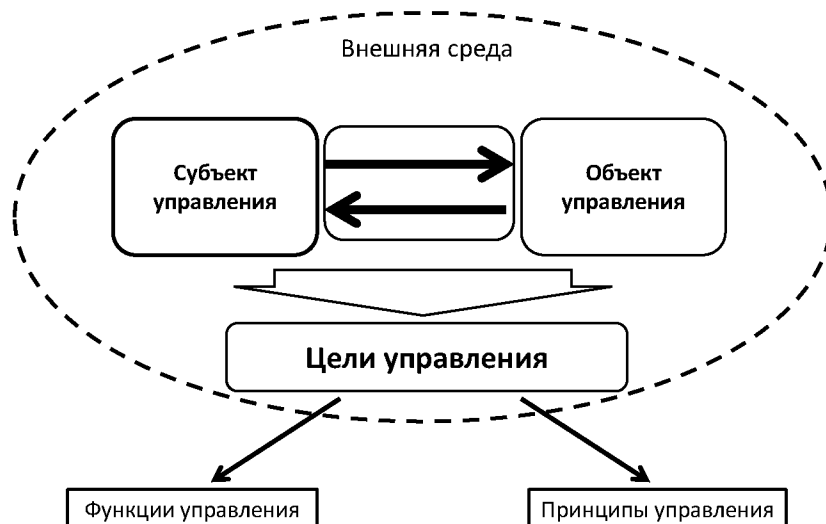 Внешняя среда
Субъект
управления
Объект
управления
Цели управления
Функции управления
Принципы управления